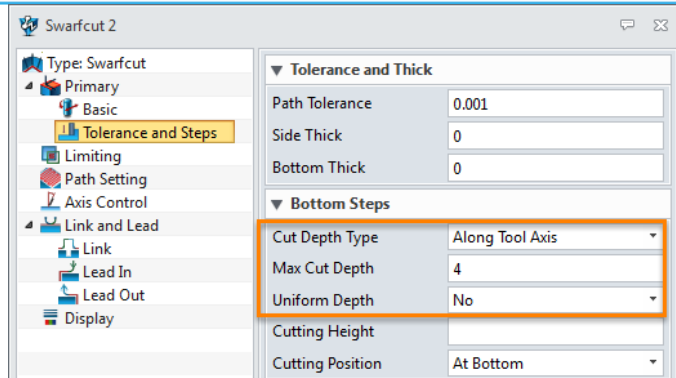 Swarfcut 2
Type: Swarfcut
Primary
Basic
Tolerance and Steps
Limiting
Path Setting
Axis Control
Link and Lead
Link
Lead In
Lead Out
Display
Tolerance and Thick
Path Tolerance 0.001
Side Thick 0
Bottom Thick 0
Bottom Steps
Cut Depth Type Along Tool Axis
Max Cut Depth 4
Uniform Depth No
Cutting Height
Cutting Position At Bottom